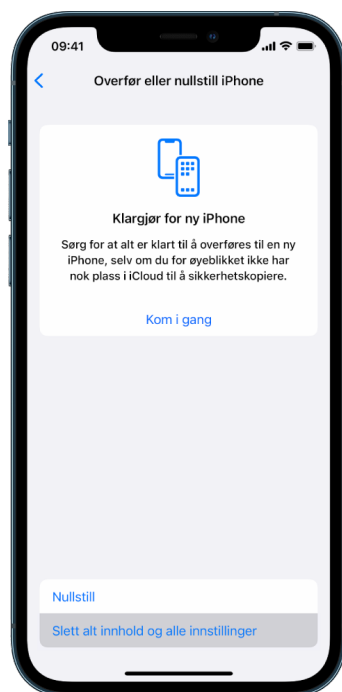 09:41
Overfør eller nullstill iPhone
Klargjør for ny iPhone
Sørg for at alt er klart til å overføres til en ny
iPhone, selv om du for øyeblikket ikke har
nok plass i iCloud til å sikkerhetskopiere.
Kom i gang
Nullstill
Slett alt innhold og alle innstillinger